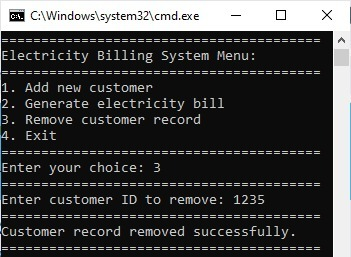 C:\Windows\system32\cmd.exe
========================================
Electricity Billing System Menu:
========================================
1. Add new customer
2. Generate electricity bill
3. Remove customer record
4. Exit
========================================
Enter your choice: 3
========================================
Enter customer ID to remove: 1235
========================================
Customer record removed successfully.
========================================